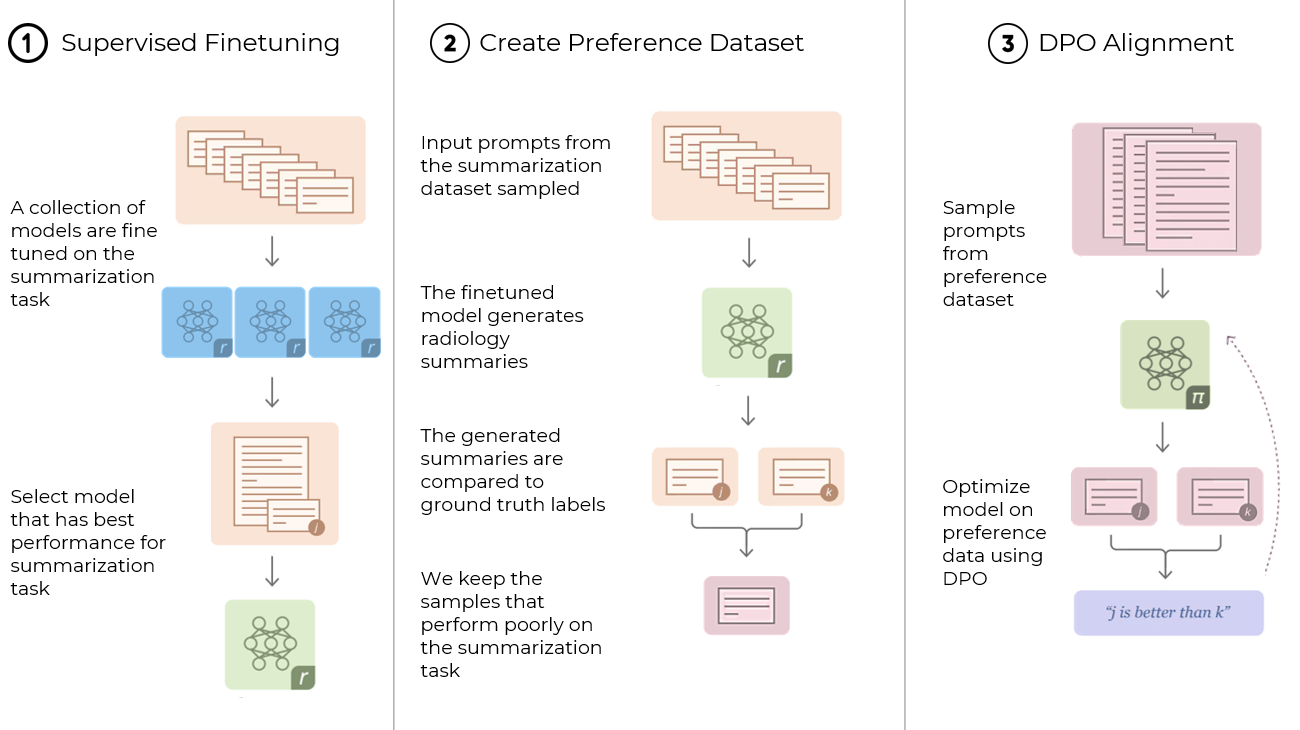 1 Supervised Finetuning
A collection of
models are fine
tuned on the
summarization
task
r r r
Select model
that has best
performance for
summarization
task
j
r
2 Create Preference Dataset
Input prompts from
the summarization
dataset sampled
The finetuned
model generates
radiology
summaries
r
The generated
summaries are
compared to
ground truth labels
j k
We keep the
samples that
perform poorly on
the summarization
task
3 DPO Alignment
Sample
prompts
from
preference
dataset
π
Optimize
model on
preference
data using
DPO
j k
“j is better than k”